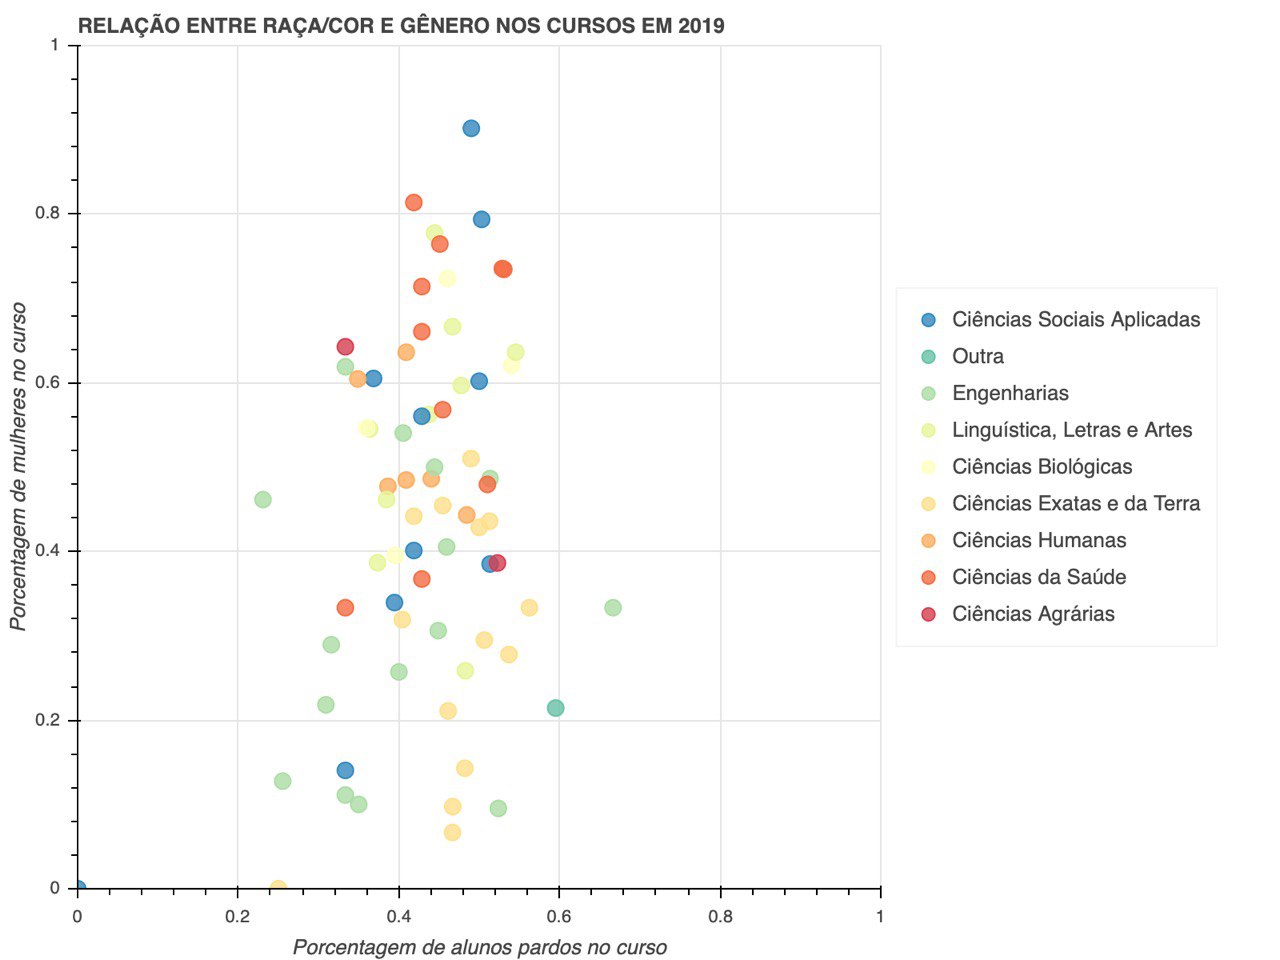 RELAÇÃO ENTRE RAÇA/COR E GÊNERO NOS CURSOS EM 2019
1
0.8
0.6
0.4
0.2
0
Porcentagem de mulheres no curso
0
0.2
0.4
0.6
0.8
1
Porcentagem de alunos pardos no curso
Ciências Sociais Aplicadas
Outra
Engenharias
Linguística, Letras e Artes
Ciências Biológicas
Ciências Exatas e da Terra
Ciências Humanas
Ciências da Saúde
Ciências Agrárias